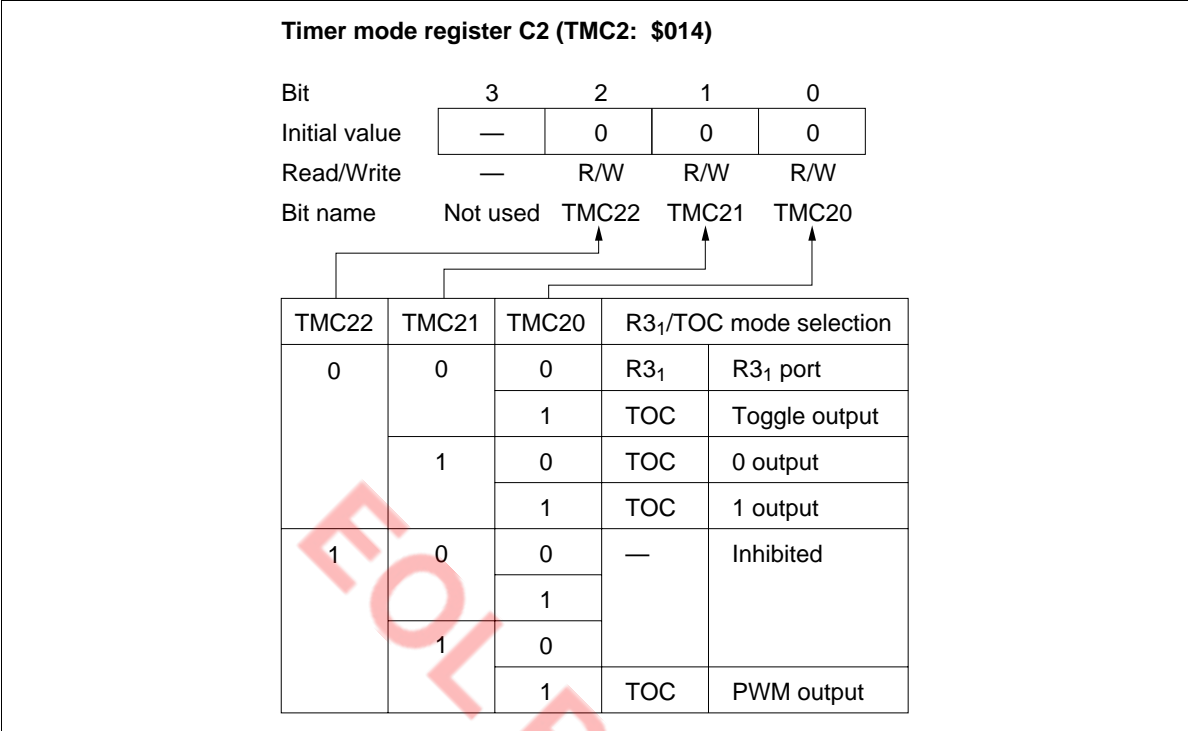 Timer mode register C2 (TMC2: $014)
Bit 3 2 1 0
Initial value — 0 0 0
Read/Write — R/W R/W R/W
Bit name Not used TMC22 TMC21 TMC20
TMC22 TMC21 TMC20 R3₁/TOC mode selection
0 0 0 R3₁ R3₁ port
1 TOC Toggle output
1 0 TOC 0 output
1 TOC 1 output
1 0 0 — Inhibited
1
1 0
1 TOC PWM output
EOL